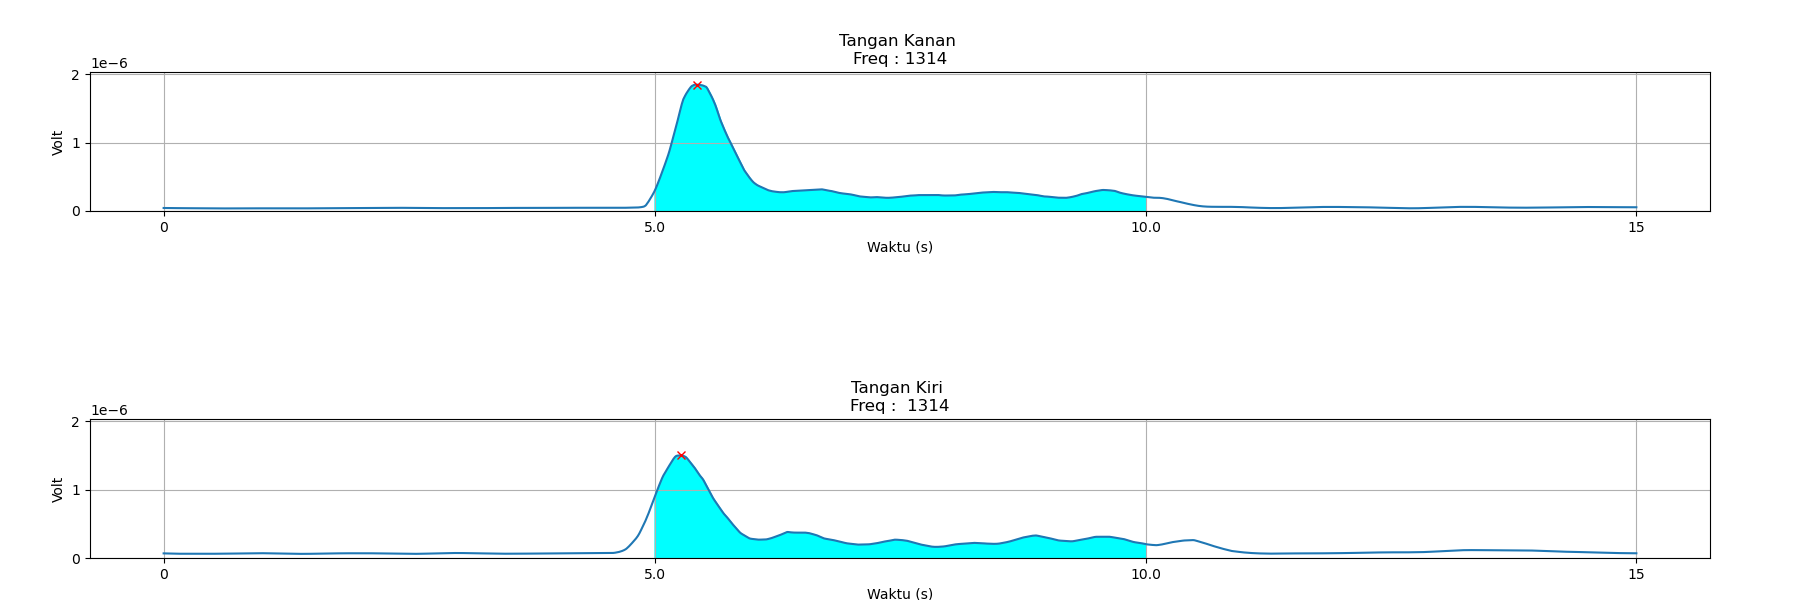 Tangan Kanan
Freq : 1314
1e−6
2
1
0
Volt
0 5.0 10.0 15
Waktu (s)
Tangan Kiri
Freq :  1314
1e−6
2
1
0
Volt
0 5.0 10.0 15
Waktu (s)